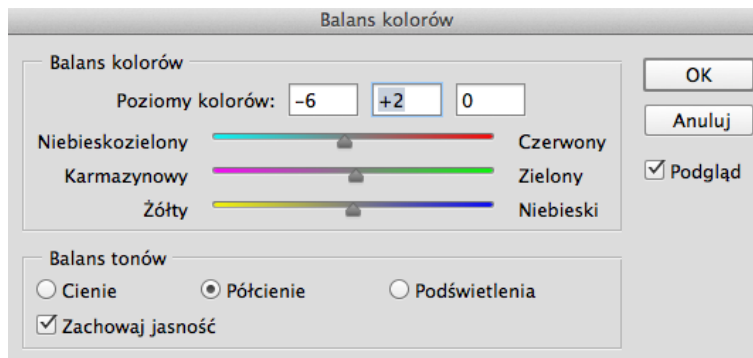 Balans kolorów
Balans kolorów
Poziomy kolorów: -6 +2 0
Niebieskozielony Czerwony
Karmazynowy Zielony
Żółty Niebieski
Balans tonów
Cienie Półcienie Podświetlenia
Zachowaj jasność
OK
Anuluj
Podgląd